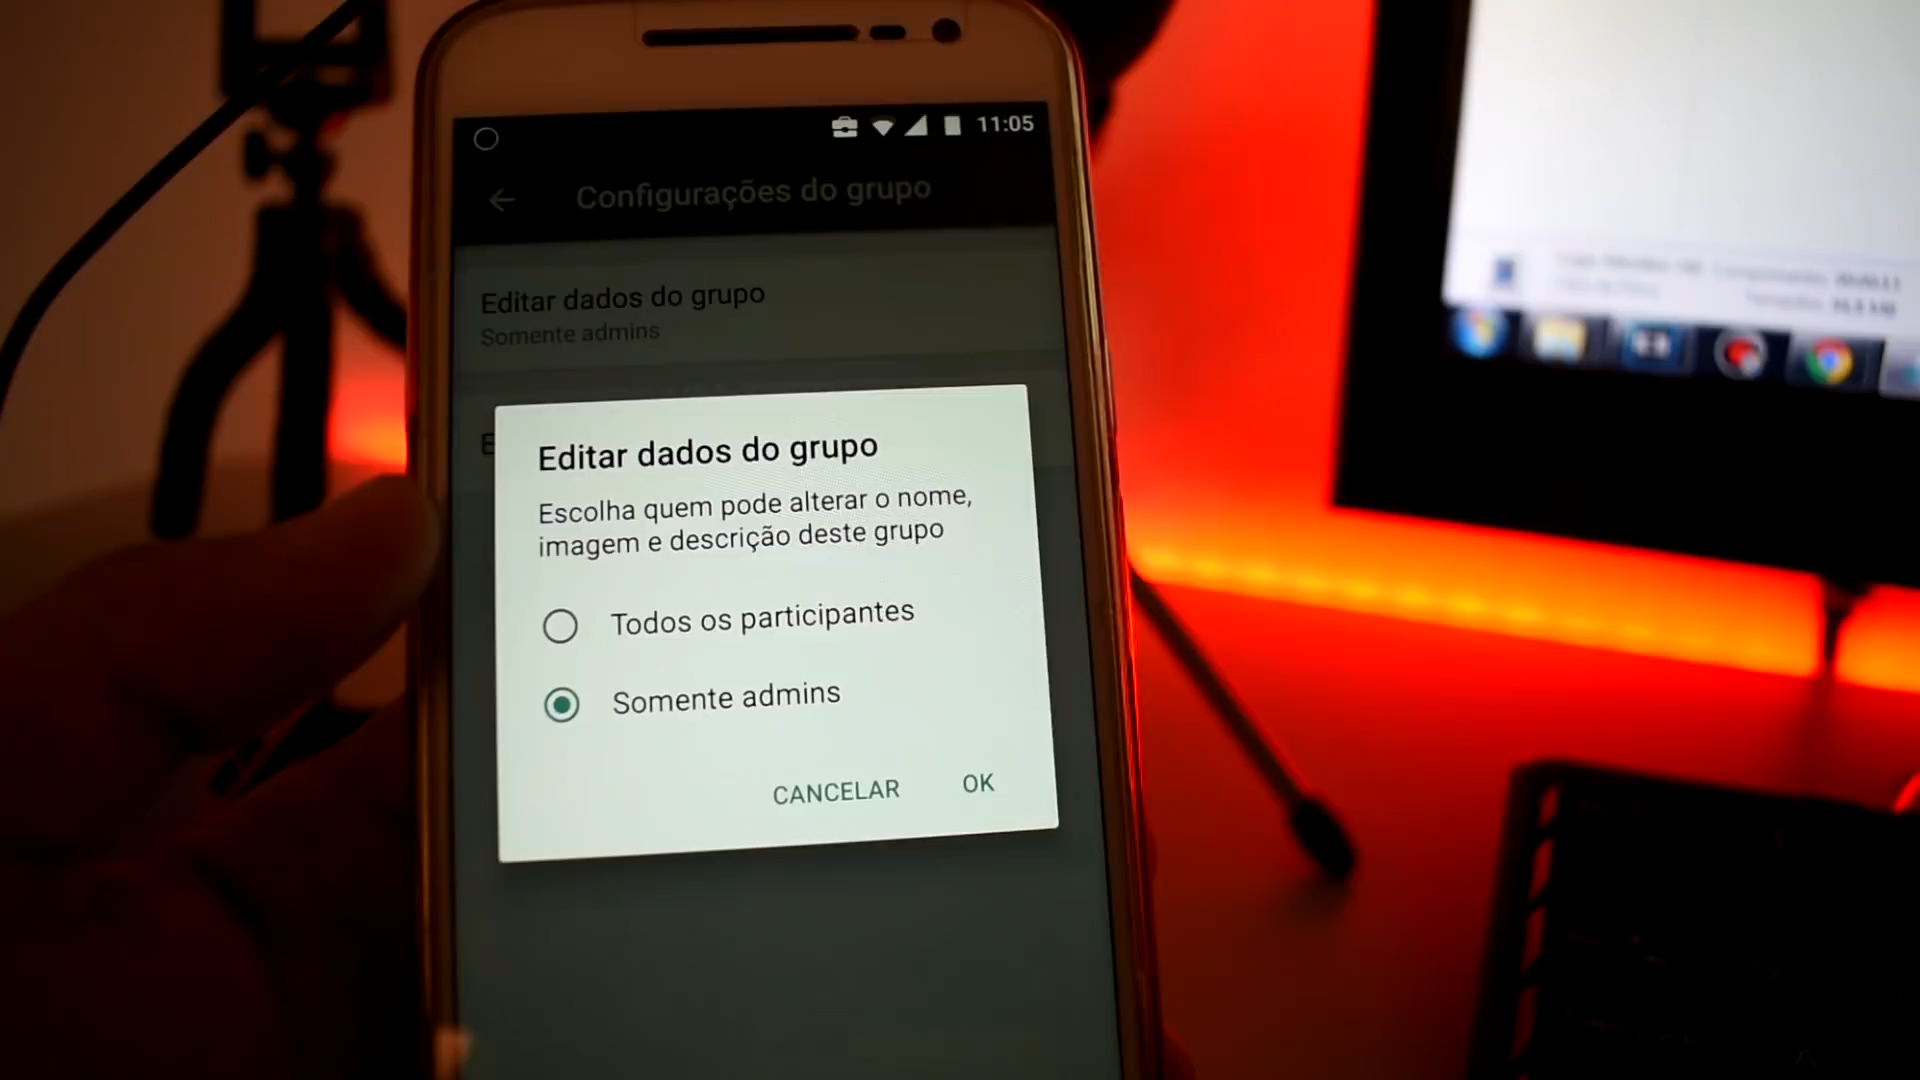 11:05
Configurações do grupo
Editar dados do grupo
Somente admins
E
Editar dados do grupo
Escolha quem pode alterar o nome,
imagem e descrição deste grupo
Todos os participantes
Somente admins
CANCELAR OK